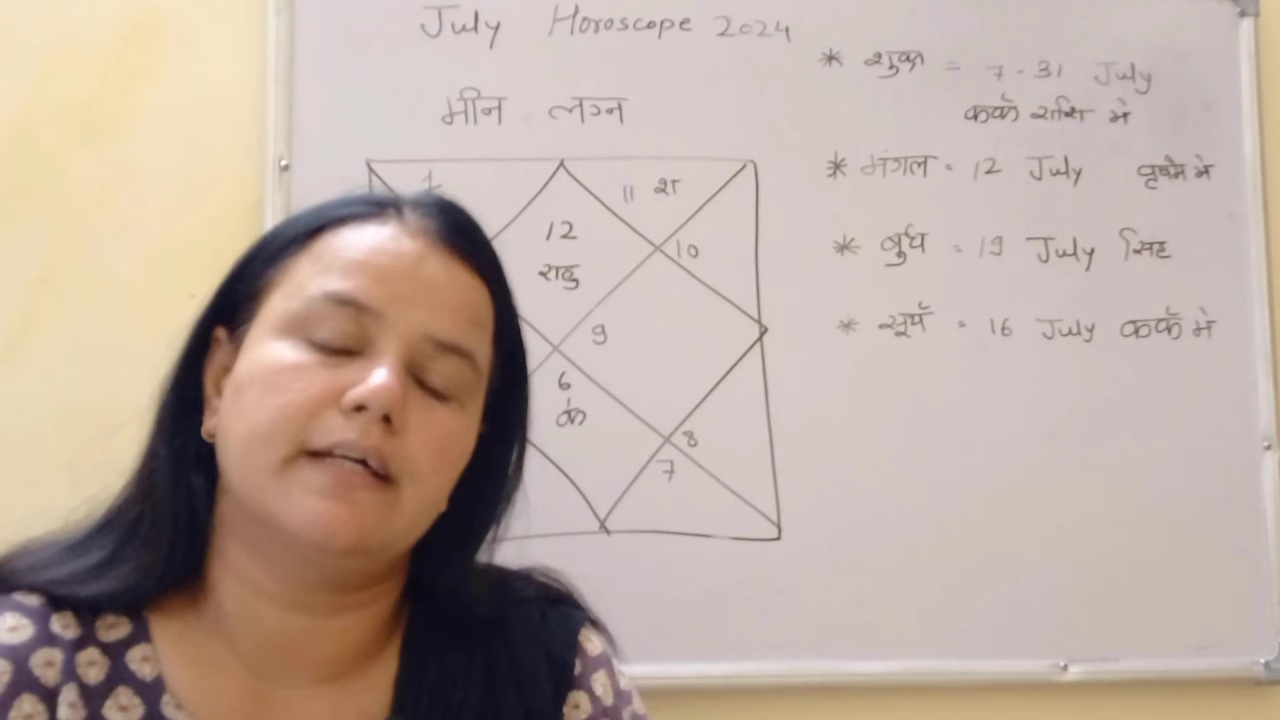 July Horoscope 2024
मीन लग्न
1
11 श
12
राहु
10
9
6
के
8
7
* शुक्र = 7-31 July
कर्क राशि में
* मंगल = 12 July वृषभ में
* बुध = 19 July सिंह
* सूर्य = 16 July कर्क में